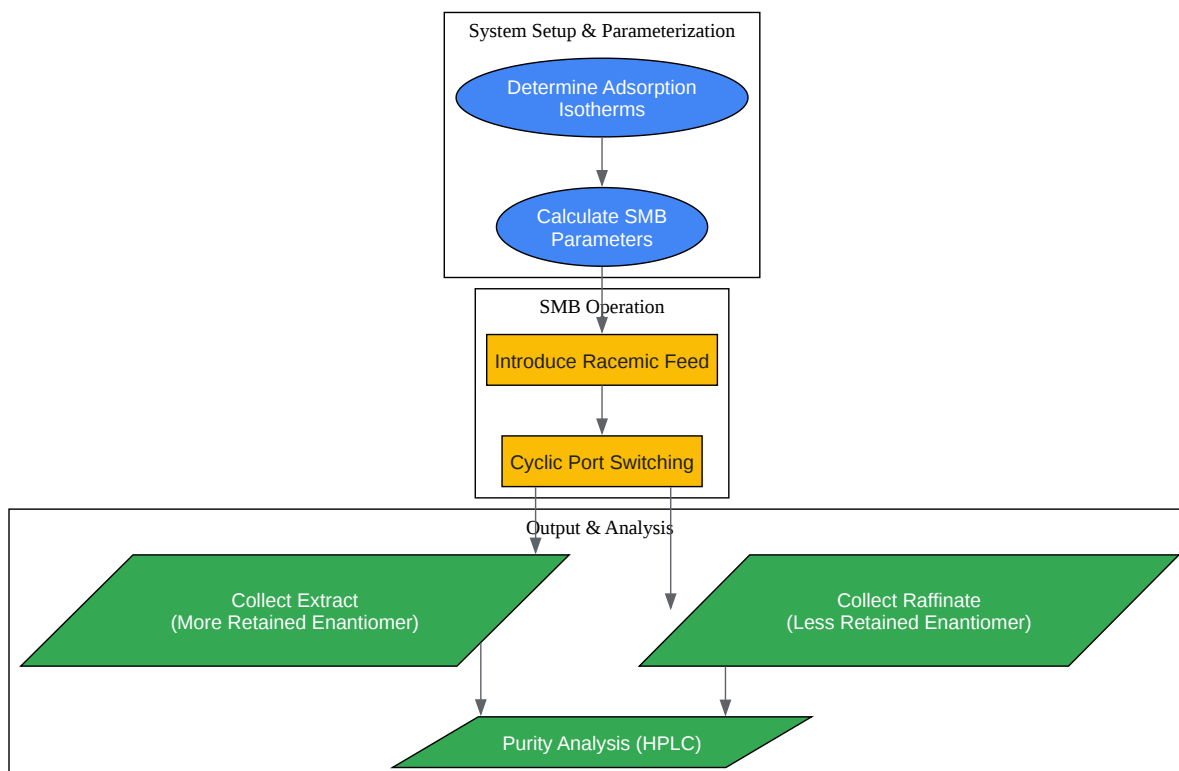 System Setup & Parameterization
Determine Adsorption
Isotherms
Calculate SMB
Parameters
SMB Operation
Introduce Racemic Feed
Cyclic Port Switching
Output & Analysis
Collect Extract
(More Retained Enantiomer)
Collect Raffinate
(Less Retained Enantiomer)
Purity Analysis (HPLC)